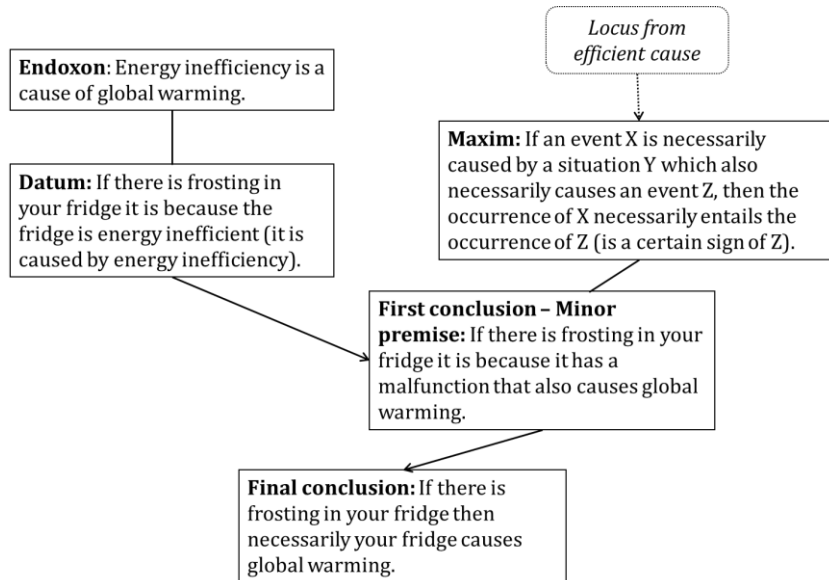 Locus from
efficient cause
Endoxon: Energy inefficiency is a
cause of global warming.
Maxim: If an event X is necessarily
caused by a situation Y which also
necessarily causes an event Z, then the
occurrence of X necessarily entails the
occurrence of Z (is a certain sign of Z).
Datum: If there is frosting in
your fridge it is because the
fridge is energy inefficient (it is
caused by energy inefficiency).
First conclusion – Minor
premise: If there is frosting in your
fridge it is because it has a
malfunction that also causes global
warming.
Final conclusion: If there is
frosting in your fridge then
necessarily your fridge causes
global warming.